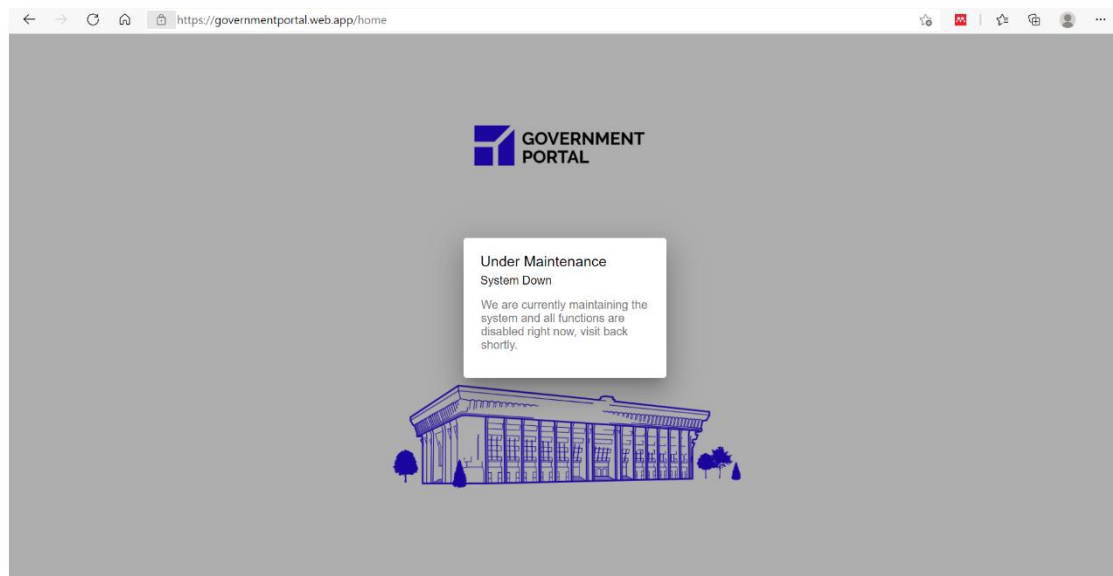 https://governmentportal.web.app/home
GOVERNMENT
PORTAL
Under Maintenance
System Down
We are currently maintaining the
system and all functions are
disabled right now, visit back
shortly.